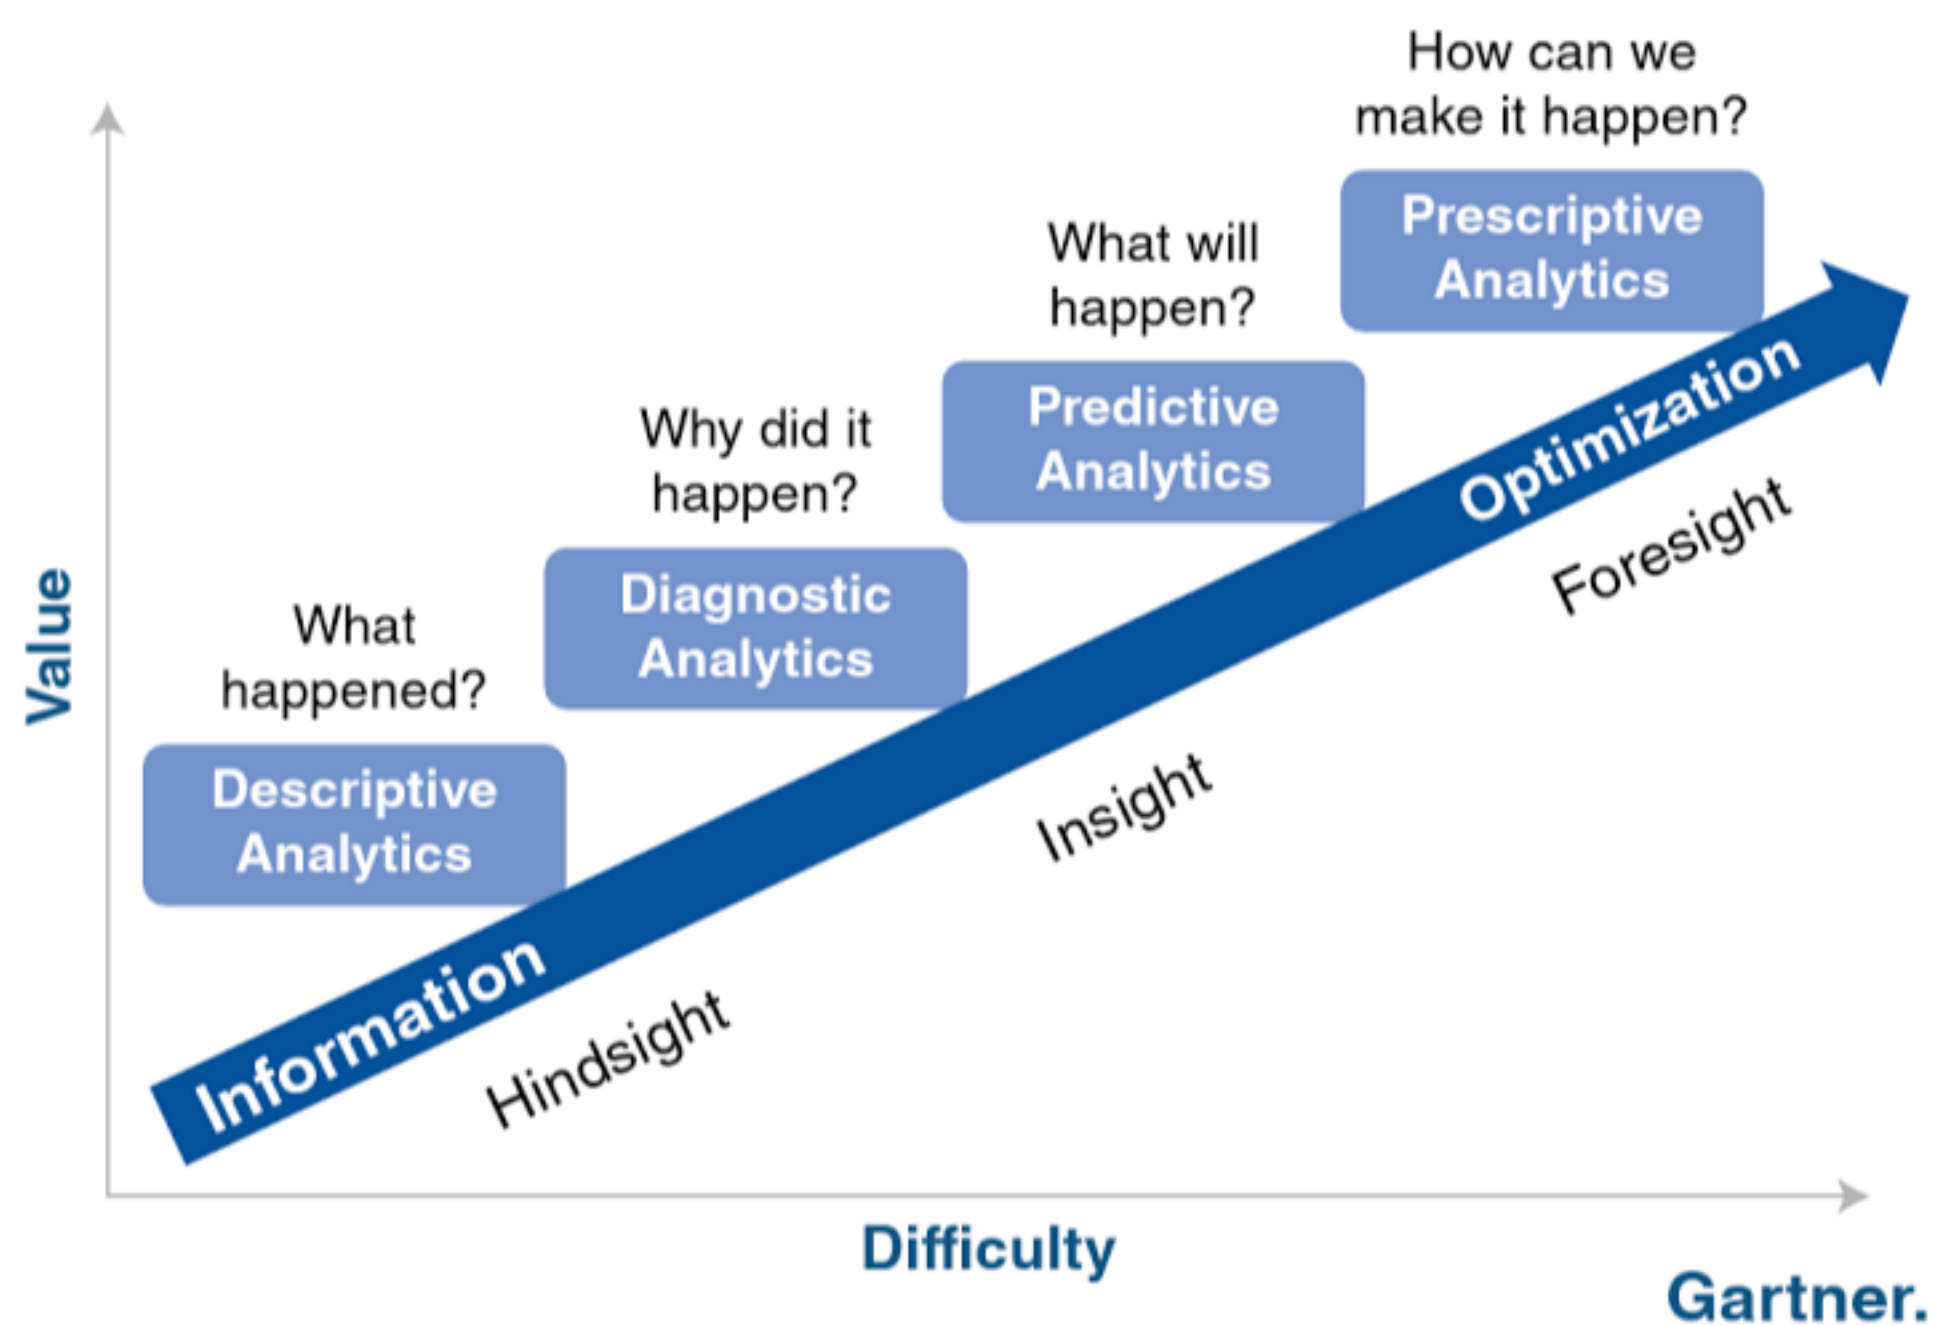 How can we
make it happen?
Prescriptive
Analytics
What will
happen?
Predictive
Analytics
Why did it
happen?
Diagnostic
Analytics
What
happened?
Descriptive
Analytics
Value
Information
Optimization
Hindsight
Insight
Foresight
Difficulty
Gartner.